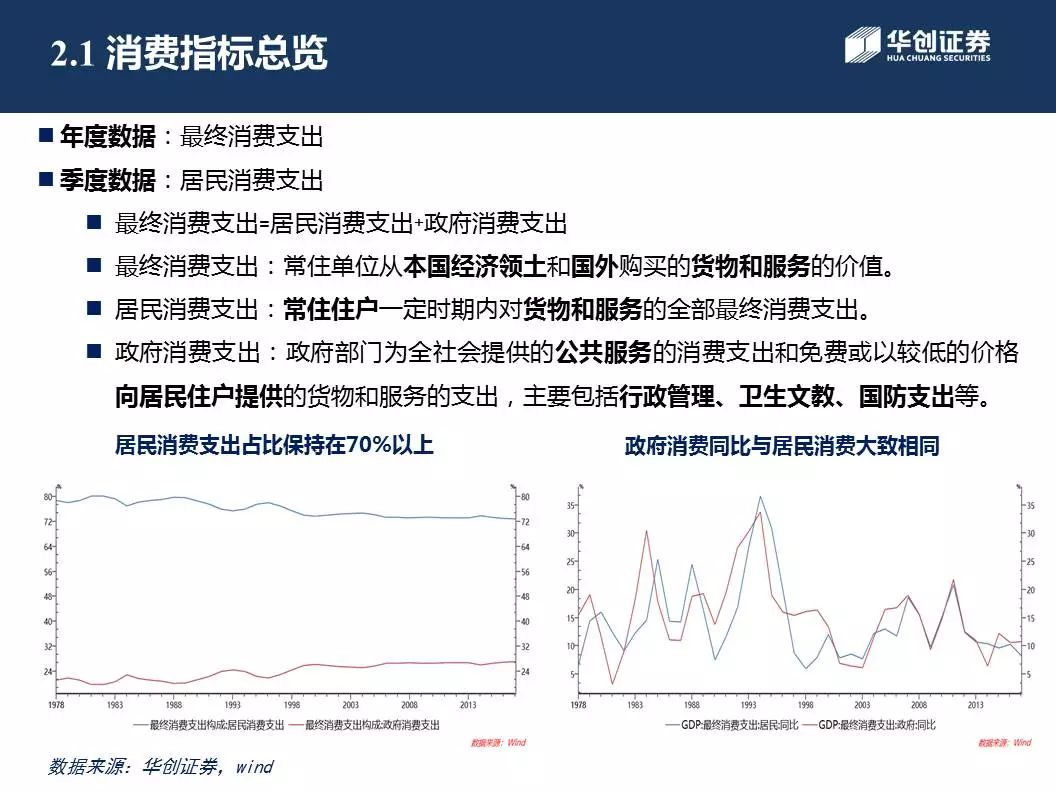 2.1 消费指标总览
华创证券
HUA CHUANG SECURITIES
年度数据：最终消费支出
季度数据：居民消费支出
最终消费支出=居民消费支出+政府消费支出
最终消费支出：常住单位从本国经济领土和国外购买的货物和服务的价值。
居民消费支出：常住住户一定时期内对货物和服务的全部最终消费支出。
政府消费支出：政府部门为全社会提供的公共服务的消费支出和免费或以较低的价格
向居民住户提供的货物和服务的支出，主要包括行政管理、卫生文教、国防支出等。
居民消费支出占比保持在70%以上
% %
80 80
72 72
64 64
56 56
48 48
40 40
32 32
24 24
1978 1983 1988 1993 1998 2003 2008 2013
最终消费支出构成:居民消费支出 最终消费支出构成:政府消费支出
数据来源：Wind
政府消费同比与居民消费大致相同
% %
35 35
30 30
25 25
20 20
15 15
10 10
5 5
1978 1983 1988 1993 1998 2003 2008 2013
GDP:最终消费支出:居民:同比 GDP:最终消费支出:政府:同比
数据来源：Wind
数据来源：华创证券，wind